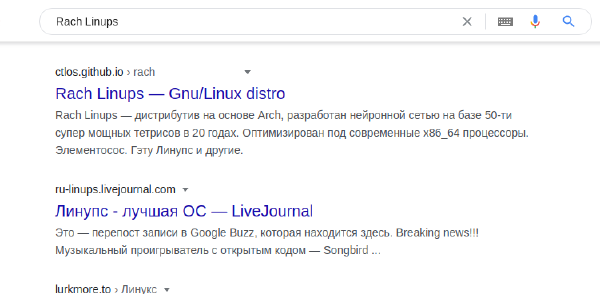 Rach Linups
ctlos.github.io › rach
Rach Linups — Gnu/Linux distro
Rach Linups — дистрибутив на основе Arch, разработан нейронной сетью на базе 50-ти
супер мощных тетрисов в 20 годах. Оптимизирован под современные x86_64 процессоры.
Элементосос. Гэту Линупс и другие.
ru-linups.livejournal.com
Линупс - лучшая ОС — LiveJournal
Это — перепост записи в Google Buzz, которая находится здесь. Breaking news!!!
Музыкальный проигрыватель с открытым кодом — Songbird ...
lurkmore.to › Линукс